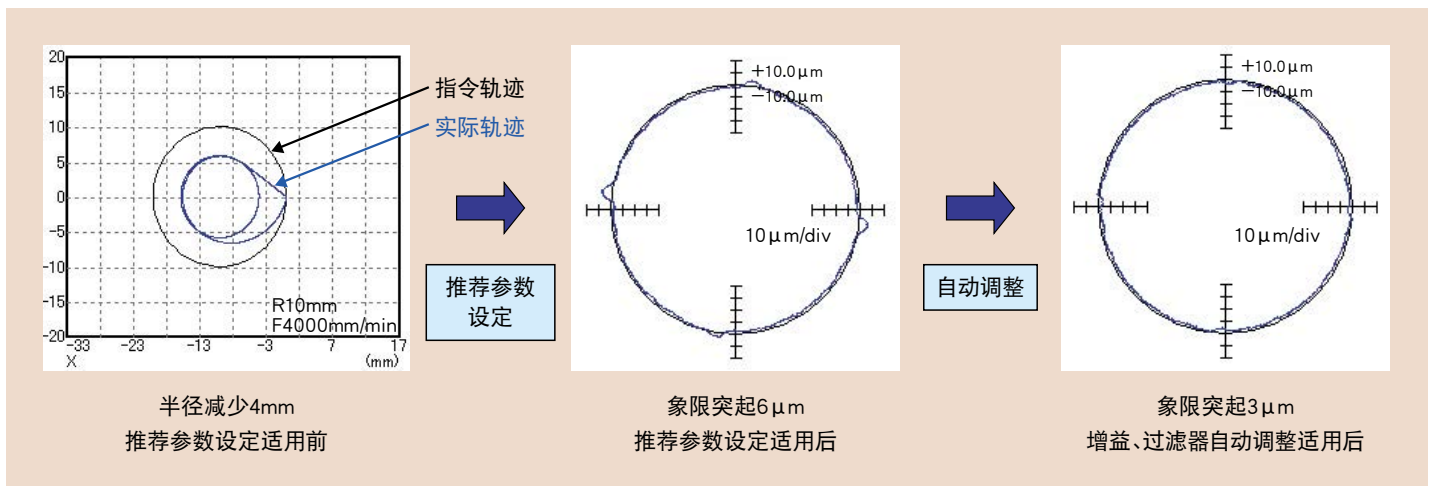 20
15
10
5
0
-5
-10
-15
-20
-33
-23
-13
-3
7
17
X
(mm)
R10mm
F4000mm/min
指令轨迹
实际轨迹
半径减少4mm
推荐参数设定适用前
推荐参数
设定
+10.0μm
-10.0μm
10μm/div
象限突起6μm
推荐参数设定适用后
自动调整
+10.0μm
-10.0μm
10μm/div
象限突起3μm
增益、过滤器自动调整适用后